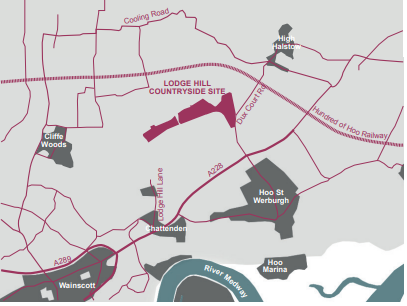 Cooling Road
High
Halstow
LODGE HILL
COUNTRYSIDE SITE
Dux Court Rd
Hundred of Hoo Railway
Cliffe
Woods
A228
Lodge Hill Lane
Hoo St
Werburgh
Chattenden
A289
Hoo
Marina
River Medway
Wainscott